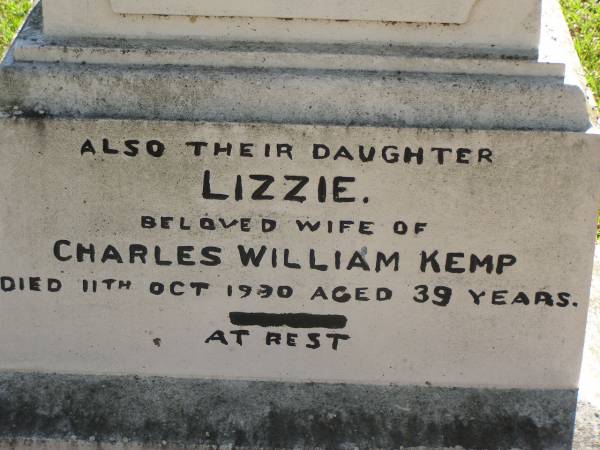 ALSO THEIR DAUGHTER
LIZZIE.
BELOVED WIFE OF
CHARLES WILLIAM KEMP
DIED 11TH OCT 1930 AGED 39 YEARS.
AT REST